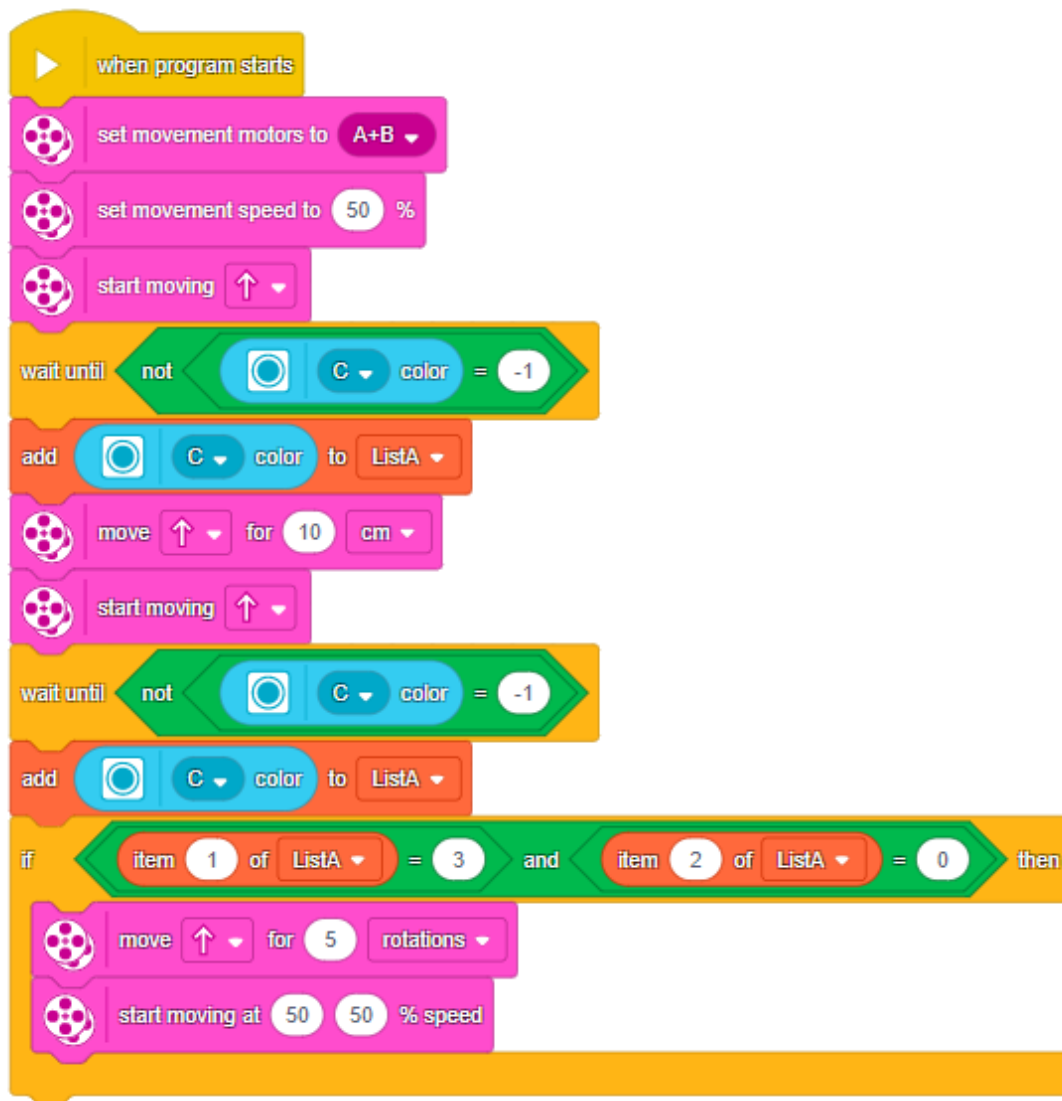 when program starts
set movement motors to A+B
set movement speed to 50 %
start moving
wait until not C color = -1
add C color to ListA
move for 10 cm
start moving
wait until not C color = -1
add C color to ListA
if item 1 of ListA = 3 and item 2 of ListA = 0 then
move for 5 rotations
start moving at 50 50 % speed